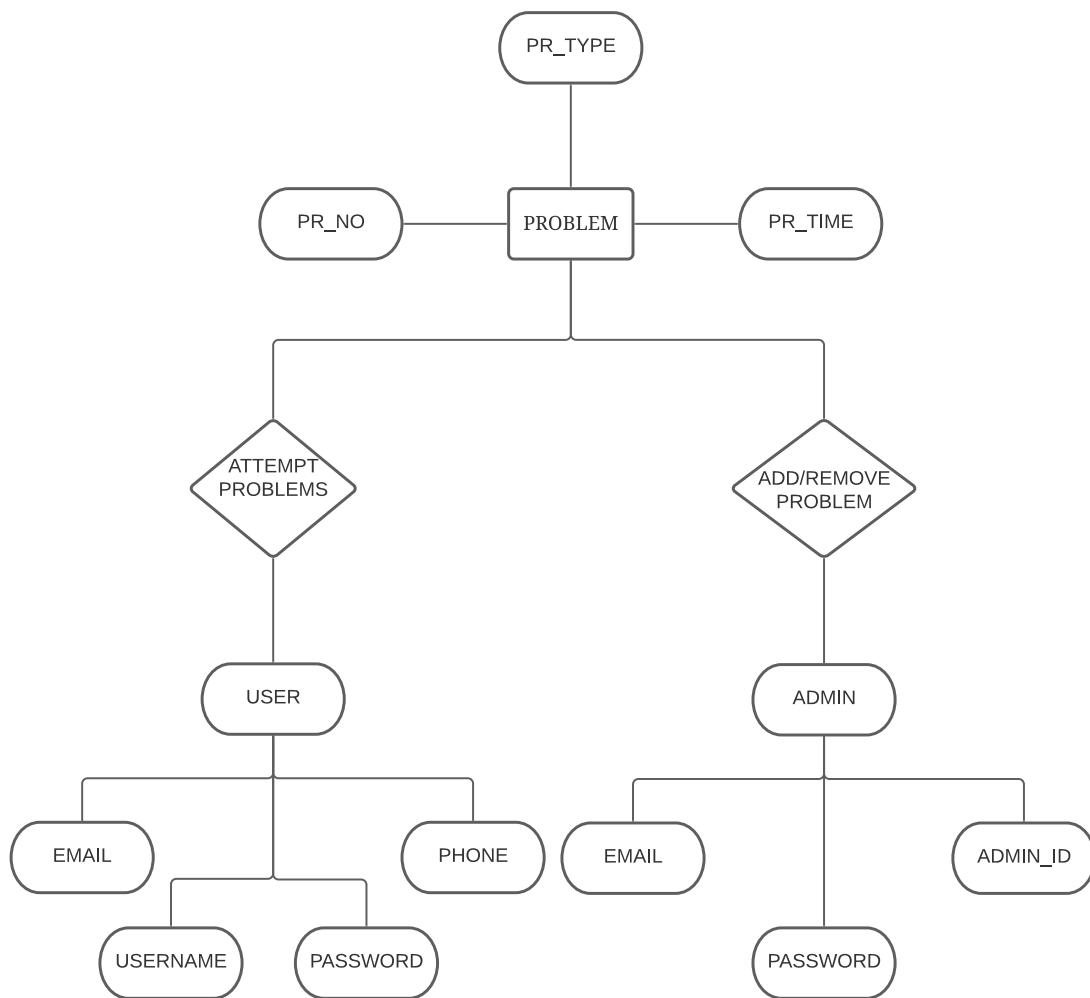 PR_TYPE
PR_NO
PROBLEM
PR_TIME
ATTEMPT
PROBLEMS
ADD/REMOVE
PROBLEM
USER
ADMIN
EMAIL
PHONE
EMAIL
ADMIN_ID
USERNAME
PASSWORD
PASSWORD